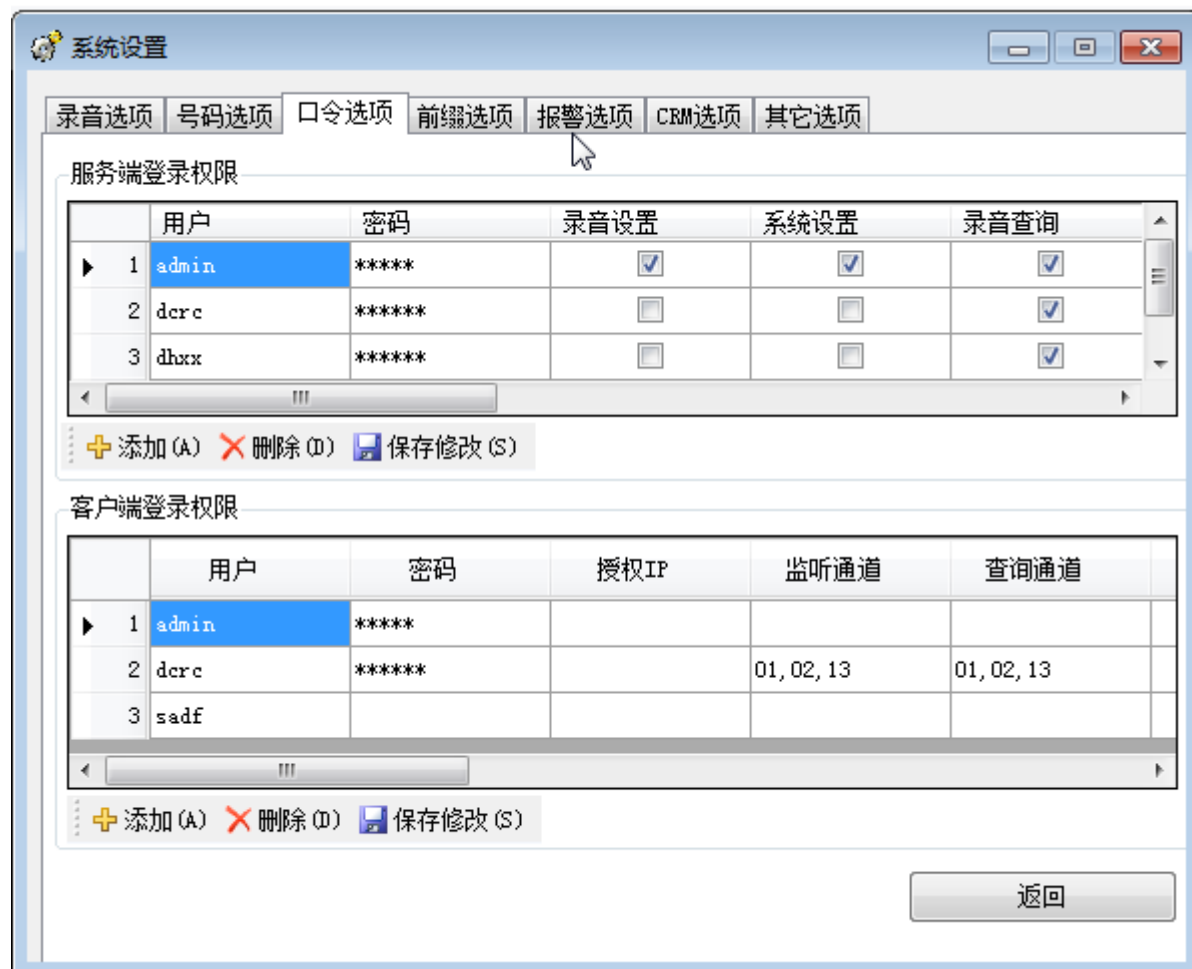 系统设置
录音选项 号码选项 口令选项 前缀选项 报警选项 CRM选项 其它选项
服务端登录权限
用户 密码 录音设置 系统设置 录音查询
1 admin *****
2 dcrc ******
3 dhxx ******
添加(A) 删除(D) 保存修改(S)
客户端登录权限
用户 密码 授权IP 监听通道 查询通道
1 admin *****
2 dcrc ****** 01,02,13 01,02,13
3 sadf
添加(A) 删除(D) 保存修改(S)
返回